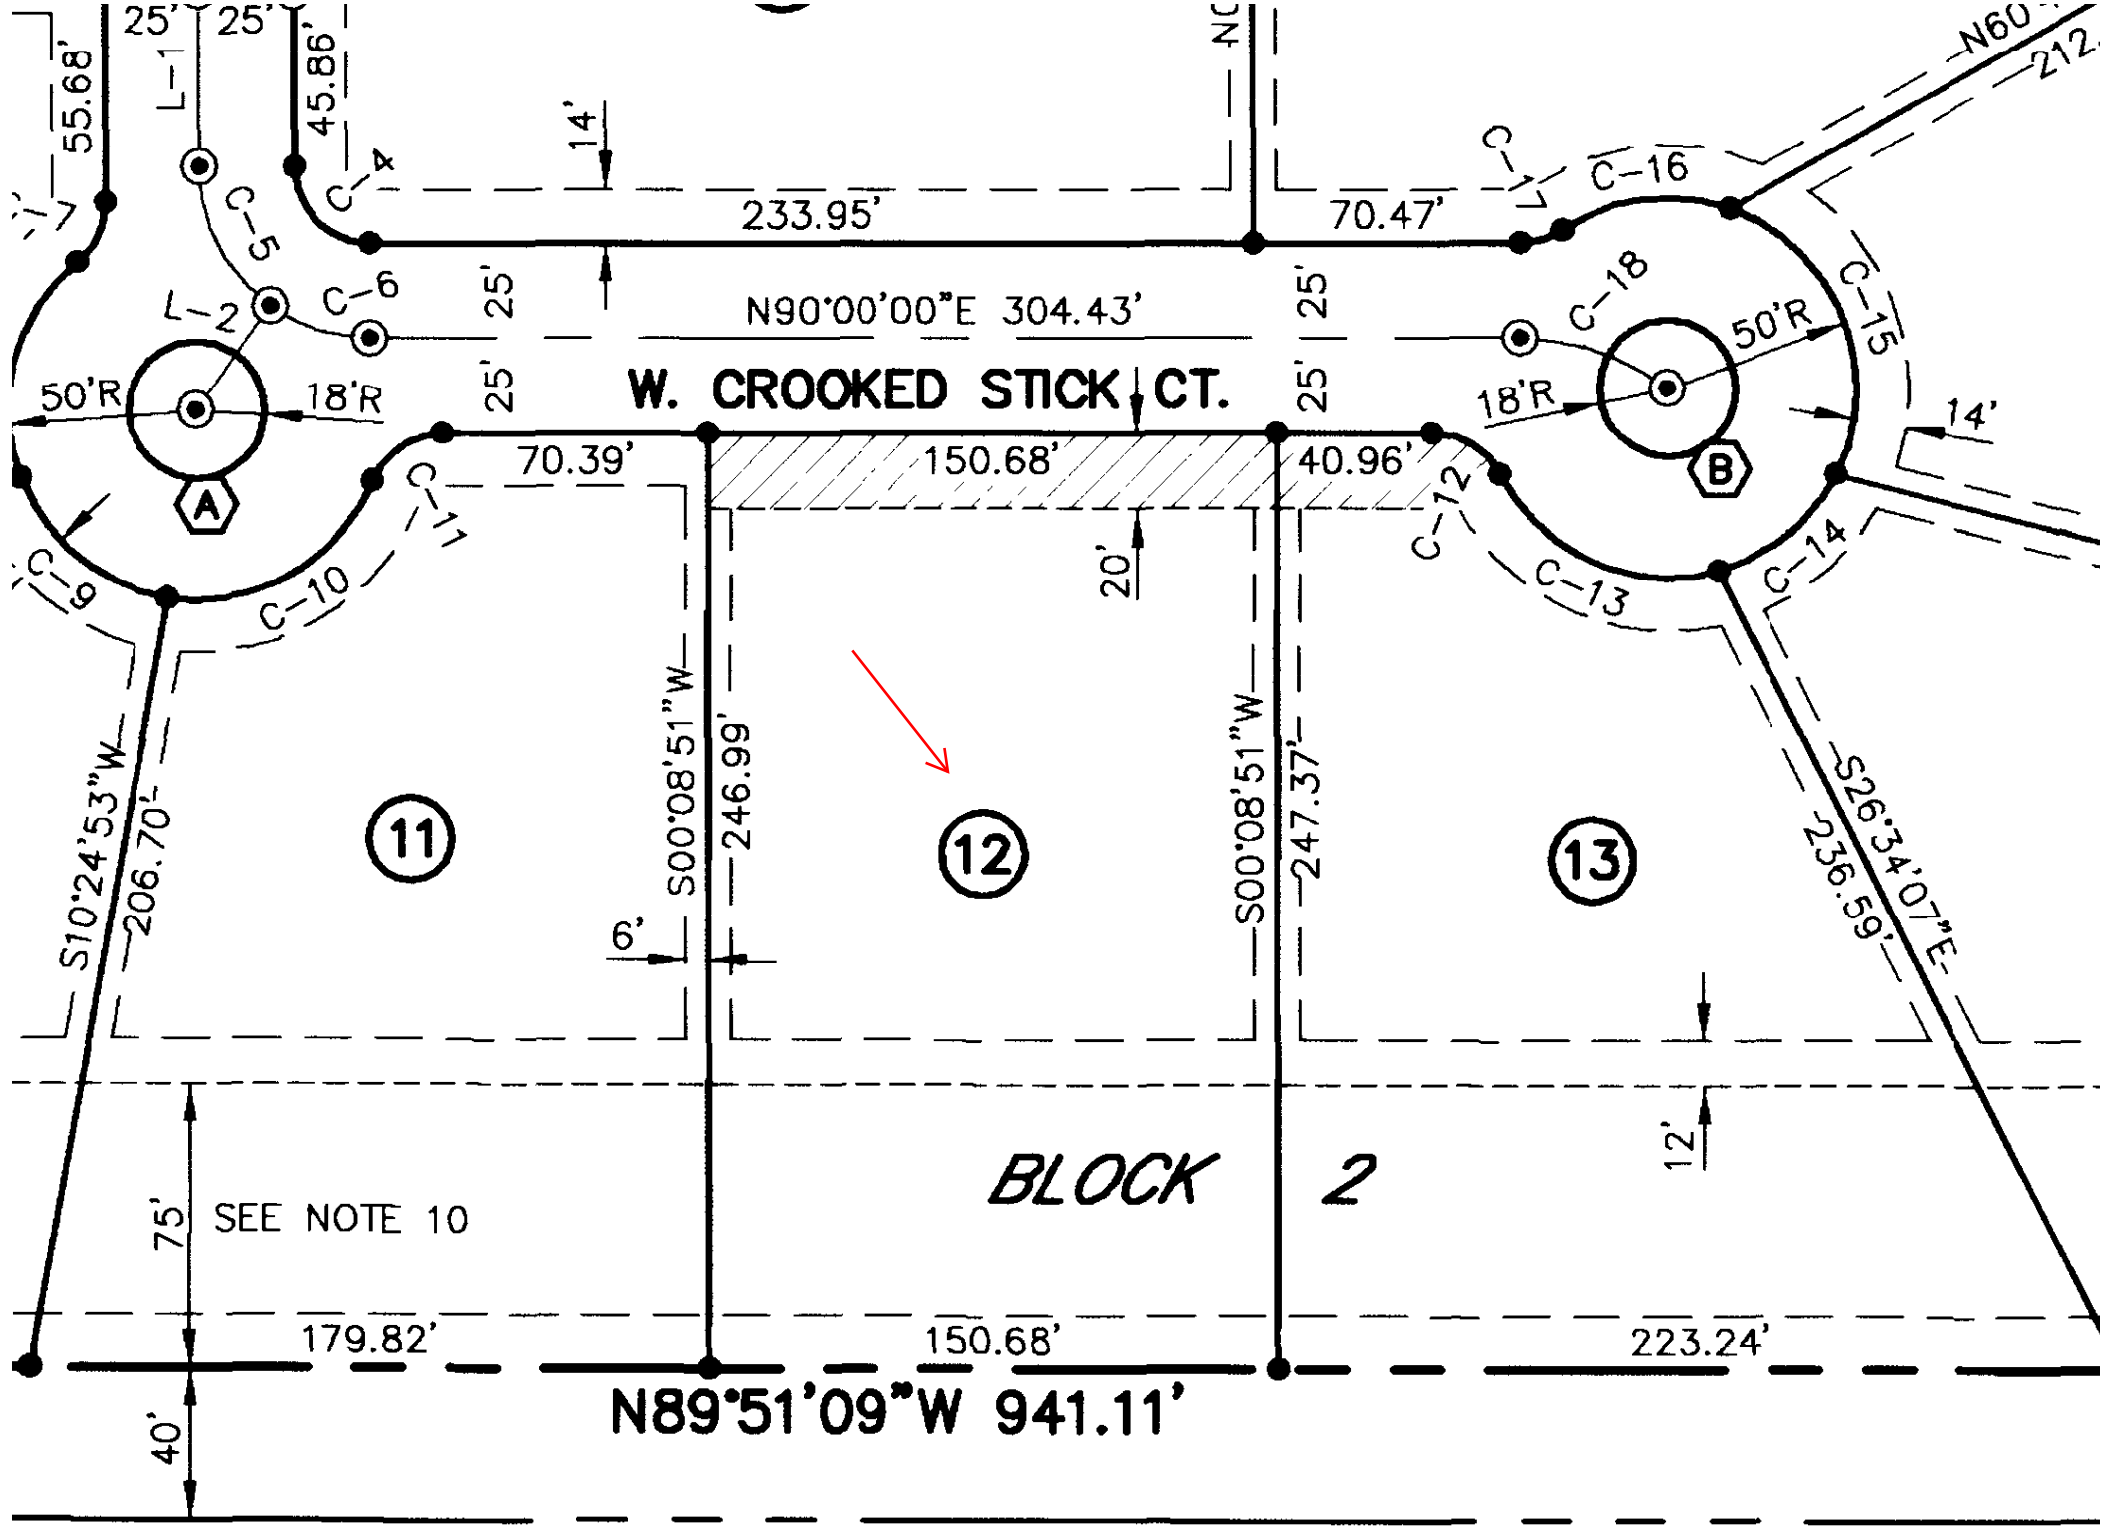 25' 25'
L-1
55.68'
45.86'
14'
N60
212.
C-4
C-17
C-16
233.95'
70.47'
C-5
C-6
L-2
25'
N90°00'00"E 304.43'
25'
C-18
C-15
50'R
18'R
25'
W. CROOKED STICK CT.
25'
50'R
18'R
14'
70.39'
150.68'
40.96'
A
B
C-11
C-12
20'
C-9
C-10
C-13
C-14
S10°24'53"W
206.70'
S00°08'51"W
246.99'
S00°08'51"W
247.37'
S26°34'07"E
236.59'
11
12
13
6'
12'
BLOCK 2
75'
SEE NOTE 10
179.82'
150.68'
223.24'
N89°51'09"W 941.11'
40'